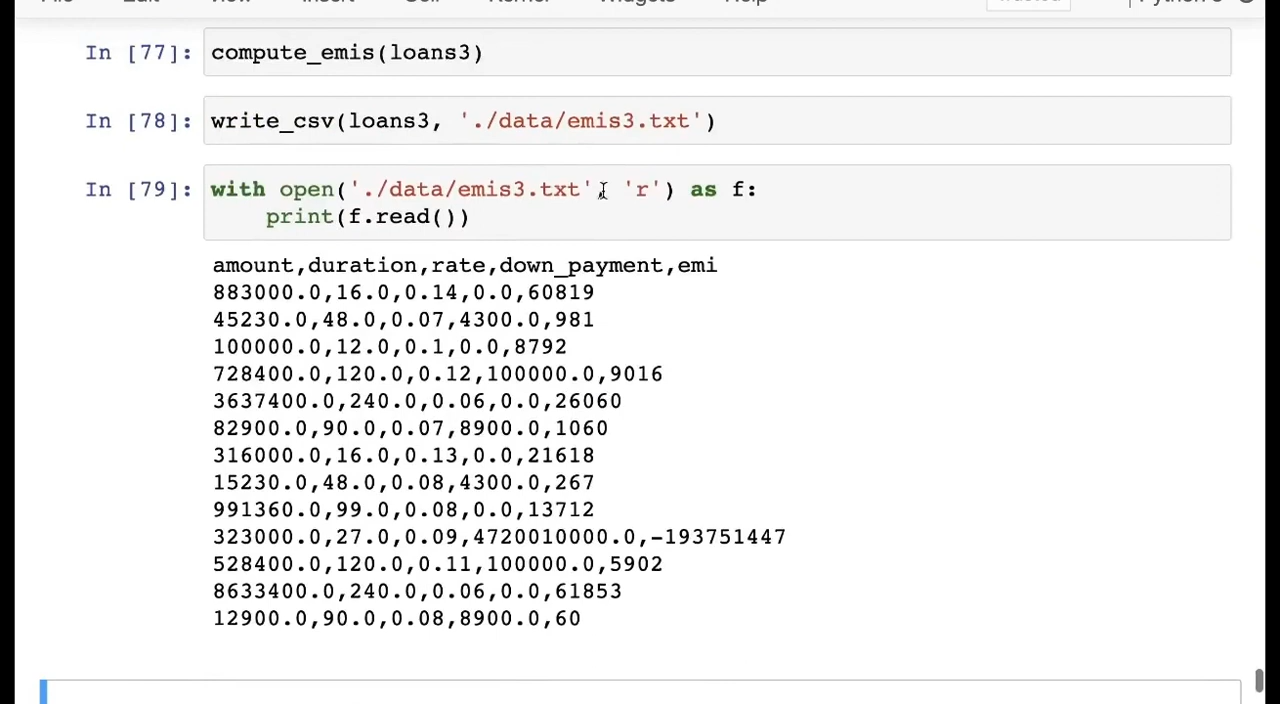 In [77]: compute_emis(loans3)
In [78]: write_csv(loans3, './data/emis3.txt')
In [79]: with open('./data/emis3.txt', 'r') as f:
    print(f.read())
amount,duration,rate,down_payment,emi
883000.0,16.0,0.14,0.0,60819
45230.0,48.0,0.07,4300.0,981
100000.0,12.0,0.1,0.0,8792
728400.0,120.0,0.12,100000.0,9016
3637400.0,240.0,0.06,0.0,26060
82900.0,90.0,0.07,8900.0,1060
316000.0,16.0,0.13,0.0,21618
15230.0,48.0,0.08,4300.0,267
991360.0,99.0,0.08,0.0,13712
323000.0,27.0,0.09,4720010000.0,-193751447
528400.0,120.0,0.11,100000.0,5902
8633400.0,240.0,0.06,0.0,61853
12900.0,90.0,0.08,8900.0,60